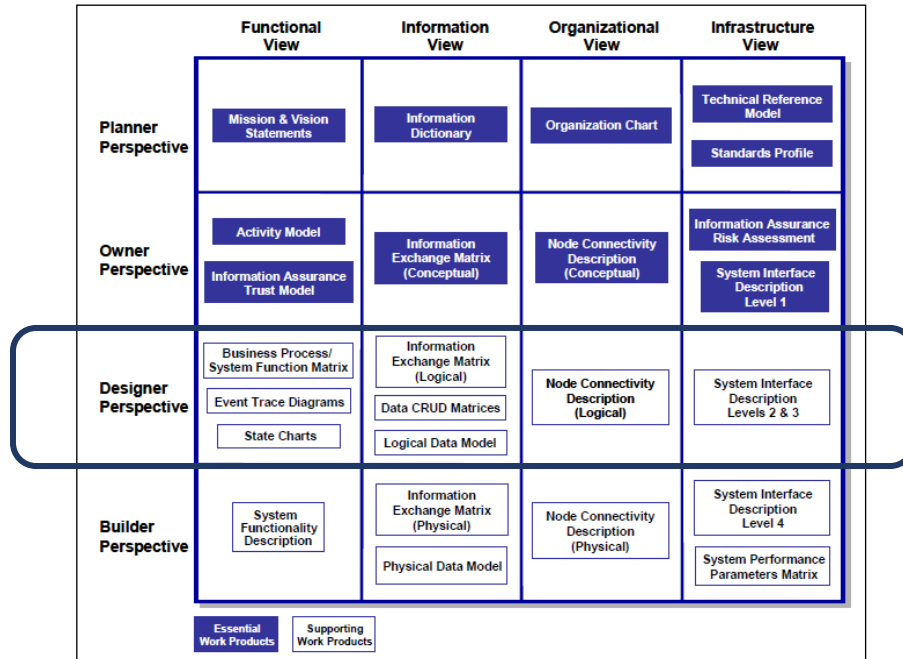 Functional
View
Information
View
Organizational
View
Infrastructure
View
Planner
Perspective
Mission & Vision
Statements
Information
Dictionary
Organization Chart
Technical Reference
Model
Standards Profile
Owner
Perspective
Activity Model
Information Assurance
Trust Model
Information
Exchange Matrix
(Conceptual)
Node Connectivity
Description
(Conceptual)
Information Assurance
Risk Assessment
System Interface
Description
Level 1
Designer
Perspective
Business Process/
System Function Matrix
Event Trace Diagrams
State Charts
Information
Exchange Matrix
(Logical)
Data CRUD Matrices
Logical Data Model
Node Connectivity
Description
(Logical)
System Interface
Description
Levels 2 & 3
Builder
Perspective
System
Functionality
Description
Information
Exchange Matrix
(Physical)
Physical Data Model
Node Connectivity
Description
(Physical)
System Interface
Description
Level 4
System Performance
Parameters Matrix
Essential
Work Products
Supporting
Work Products